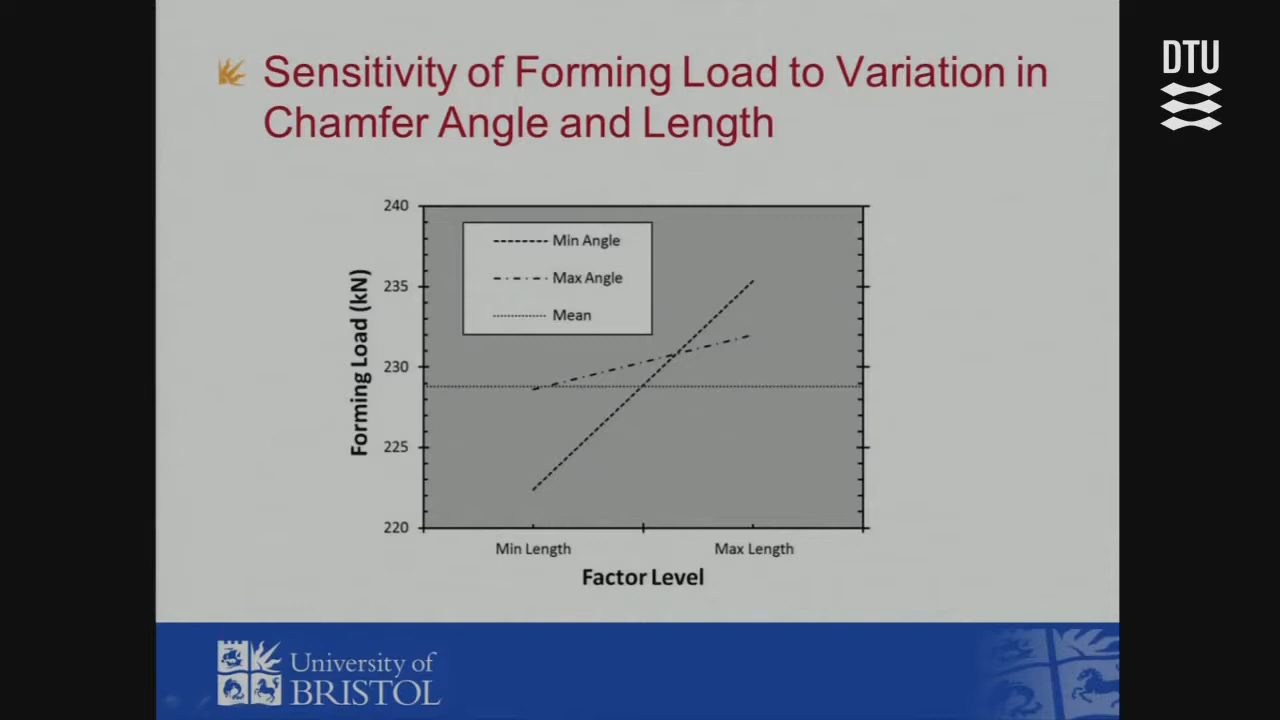 Sensitivity of Forming Load to Variation in
Chamfer Angle and Length
DTU
240
235
230
225
220
Forming Load (kN)
Min Angle
Max Angle
Mean
Min Length
Max Length
Factor Level
University of
BRISTOL